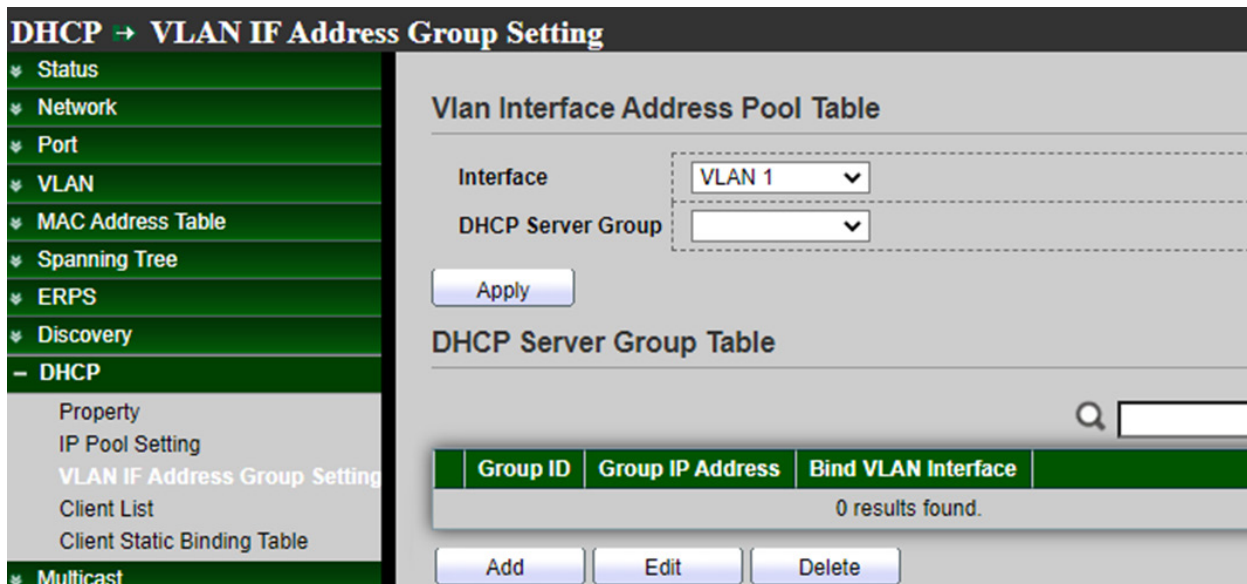 DHCP → VLAN IF Address Group Setting
Status
Network
Port
VLAN
MAC Address Table
Spanning Tree
ERPS
Discovery
DHCP
Property
IP Pool Setting
VLAN IF Address Group Setting
Client List
Client Static Binding Table
Multicast
Vlan Interface Address Pool Table
Interface VLAN 1
DHCP Server Group
Apply
DHCP Server Group Table
Group ID Group IP Address Bind VLAN Interface
0 results found.
Add Edit Delete